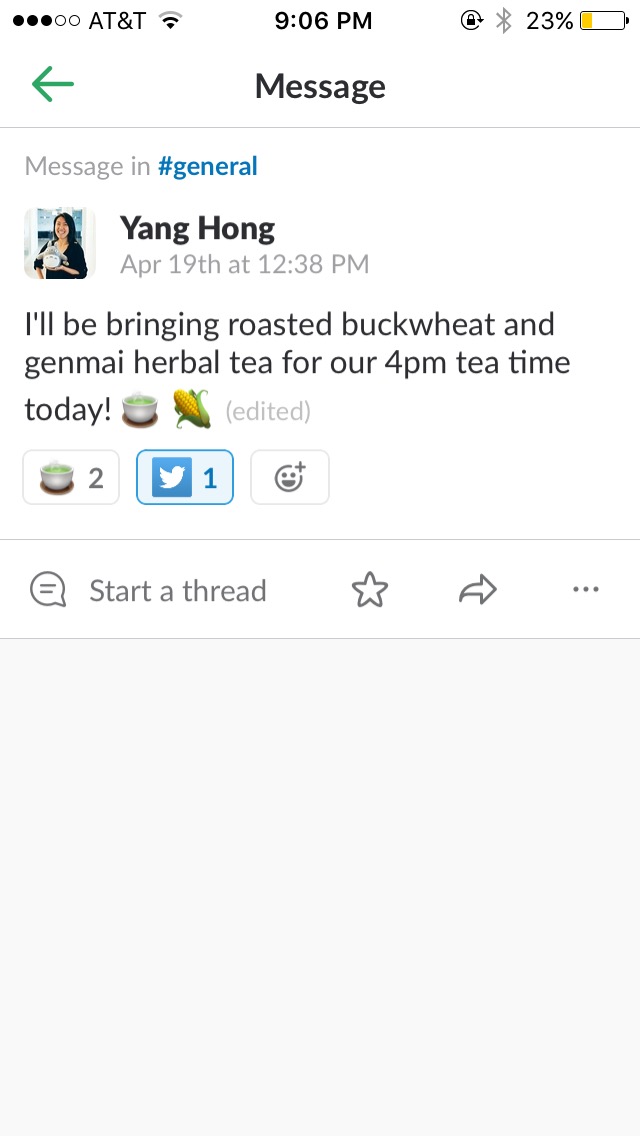 AT&T 9:06 PM 23%
Message
Message in #general
Yang Hong
Apr 19th at 12:38 PM
I'll be bringing roasted buckwheat and
genmai herbal tea for our 4pm tea time
today! 🍵 🌽 (edited)
🍵 2 1
Start a thread